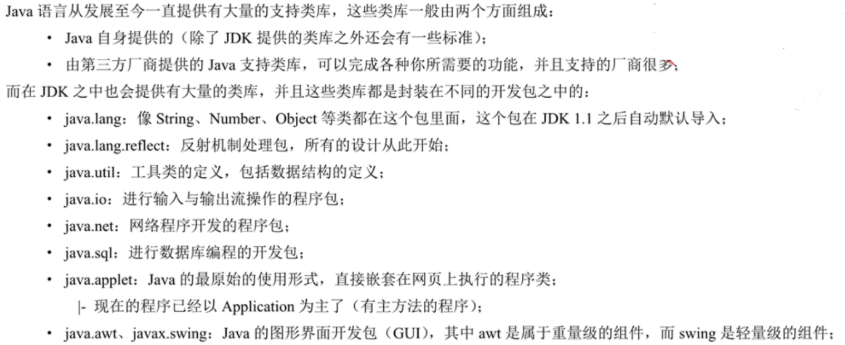 Java 语言从发展至今一直提供有大量的支持类库，这些类库一般由两个方面组成：
• Java 自身提供的（除了 JDK 提供的类库之外还会有一些标准）；
• 由第三方厂商提供的 Java 支持类库，可以完成各种你所需要的功能，并且支持的厂商很多；
而在 JDK 之中也会提供有大量的类库，并且这些类库都是封装在不同的开发包之中的：
• java.lang：像 String、Number、Object 等类都在这个包里面，这个包在 JDK 1.1 之后自动默认导入；
• java.lang.reflect：反射机制处理包，所有的设计从此开始；
• java.util：工具类的定义，包括数据结构的定义；
• java.io：进行输入与输出流操作的程序包；
• java.net：网络程序开发的程序包；
• java.sql：进行数据库编程的开发包；
• java.applet：Java 的最原始的使用形式，直接嵌套在网页上执行的程序类；
|- 现在的程序已经以 Application 为主了（有主方法的程序）；
• java.awt、javax.swing：Java 的图形界面开发包（GUI），其中 awt 是属于重量级的组件，而 swing 是轻量级的组件；